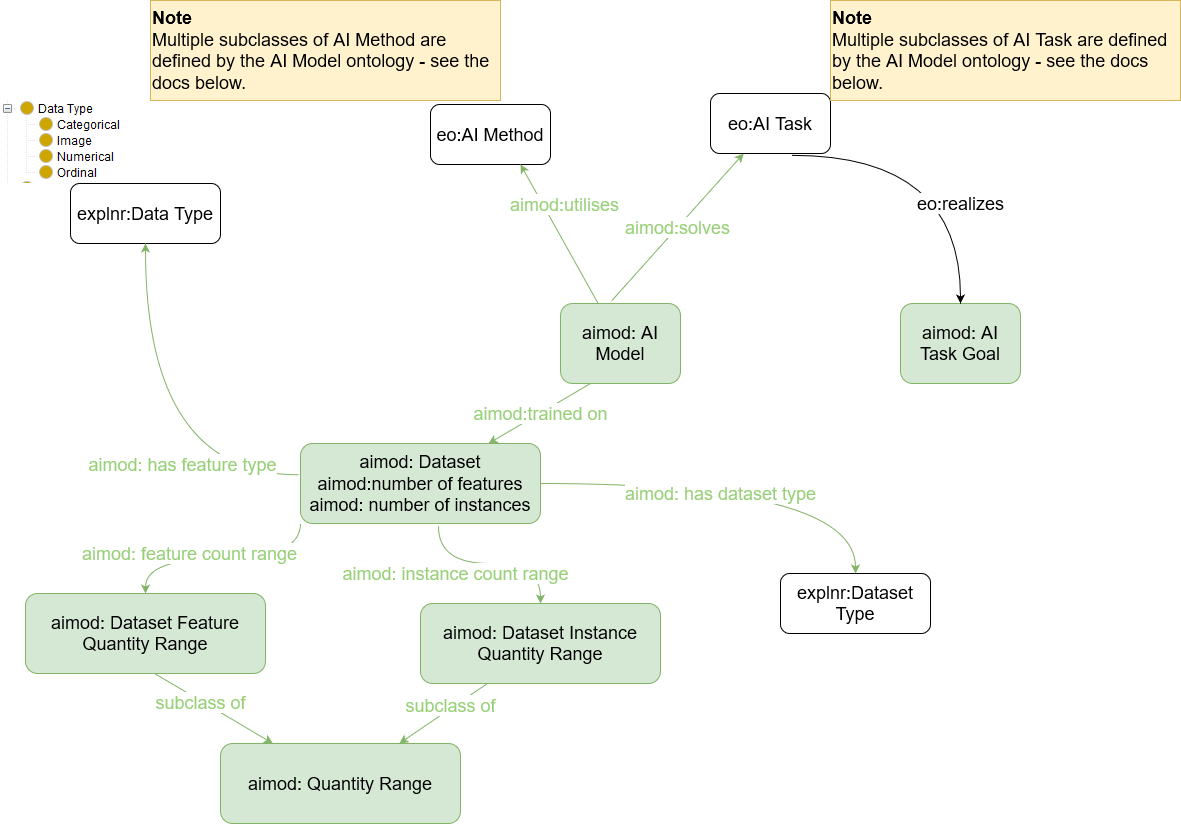 Note
Multiple subclasses of AI Method are
defined by the AI Model ontology - see the
docs below.
Note
Multiple subclasses of AI Task are defined
by the AI Model ontology - see the docs
below.
Data Type
Categorical
Image
Numerical
Ordinal
eo:AI Method
eo:AI Task
explnr:Data Type
aimod:utilises
aimod:solves
eo:realizes
aimod: AI
Model
aimod: AI
Task Goal
aimod:trained on
aimod: has feature type
aimod: Dataset
aimod:number of features
aimod: number of instances
aimod: has dataset type
aimod: feature count range
aimod: instance count range
explnr:Dataset
Type
aimod: Dataset Feature
Quantity Range
aimod: Dataset Instance
Quantity Range
subclass of
subclass of
aimod: Quantity Range